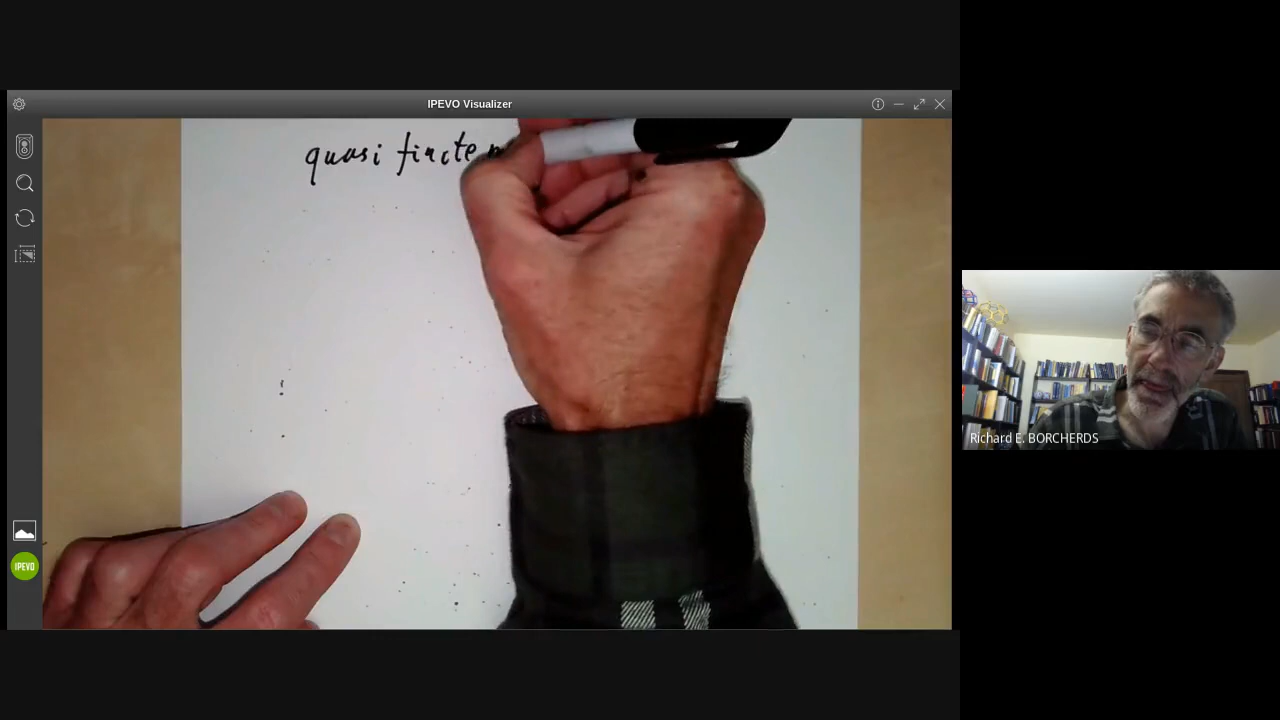 IPEVO Visualizer
quasi finite
IPEVO
Richard E. BORCHERDS